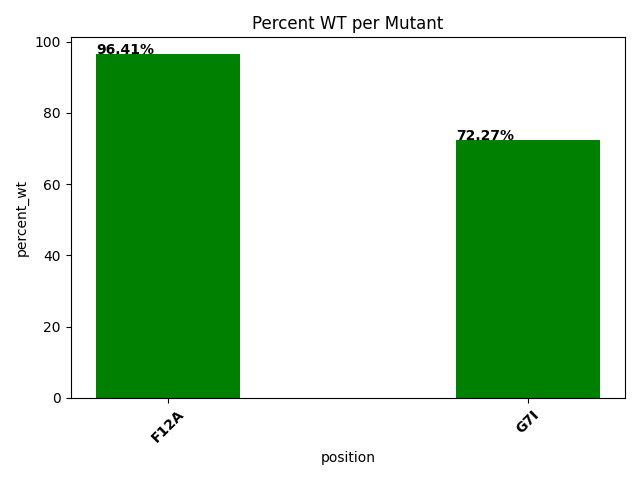 Percent WT per Mutant
percent_wt
100
80
60
40
20
0
96.41%
72.27%
F12A
G7I
position